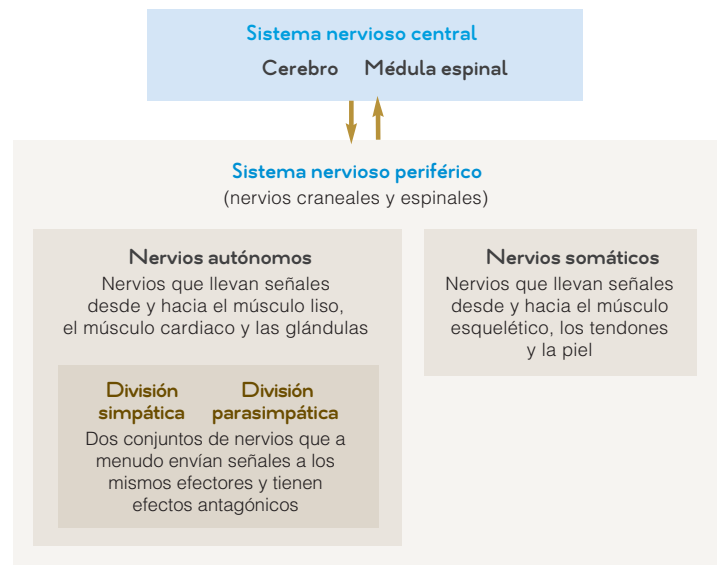 Sistema nervioso central
Cerebro Médula espinal
Sistema nervioso periférico
(nervios craneales y espinales)
Nervios autónomos
Nervios que llevan señales
desde y hacia el músculo liso,
el músculo cardiaco y las glándulas
División simpática
División parasimpática
Dos conjuntos de nervios que a
menudo envían señales a los
mismos efectores y tienen
efectos antagónicos
Nervios somáticos
Nervios que llevan señales
desde y hacia el músculo
esquelético, los tendones
y la piel